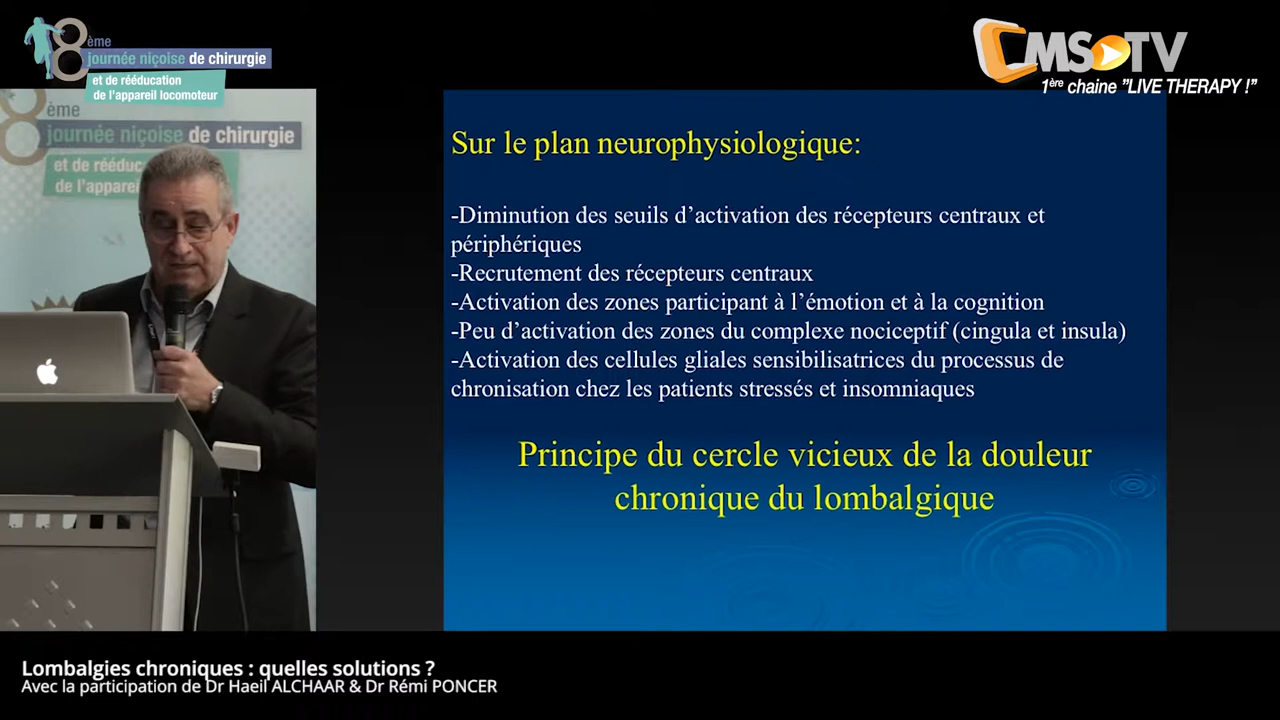 8ème
journée niçoise de chirurgie
et de rééducation
de l'appareil locomoteur
CMS TV
1ère chaine "LIVE THERAPY !"
8ème
journée niçoise de chirurgie
et de
de l'appareil
Sur le plan neurophysiologique:
-Diminution des seuils d'activation des récepteurs centraux et
périphériques
-Recrutement des récepteurs centraux
-Activation des zones participant à l'émotion et à la cognition
-Peu d'activation des zones du complexe nociceptif (cingula et insula)
-Activation des cellules gliales sensibilisatrices du processus de
chronisation chez les patients stressés et insomniaques
Principe du cercle vicieux de la douleur
chronique du lombalgique
Lombalgies chroniques : quelles solutions ?
Avec la participation de Dr Haeil ALCHAAR & Dr Rémi PONCER